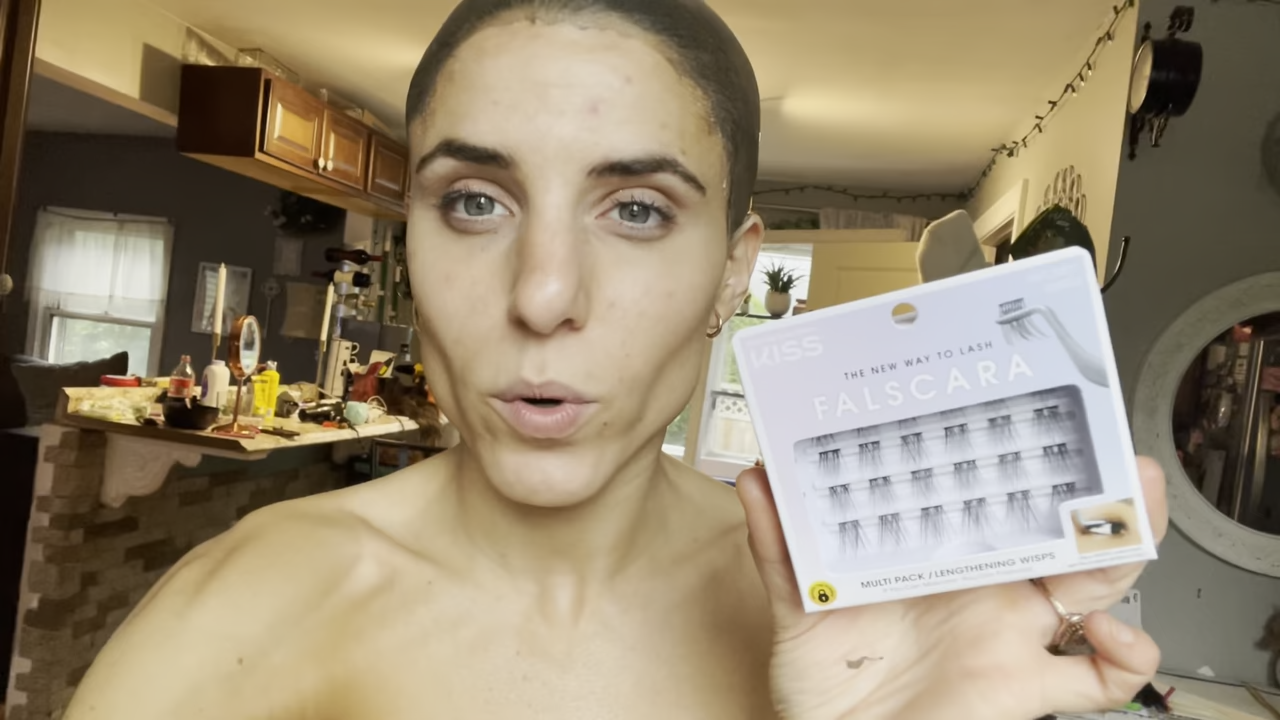 KISS
THE NEW WAY TO LASH
FALSCARA
MULTI PACK / LENGTHENING WISPS